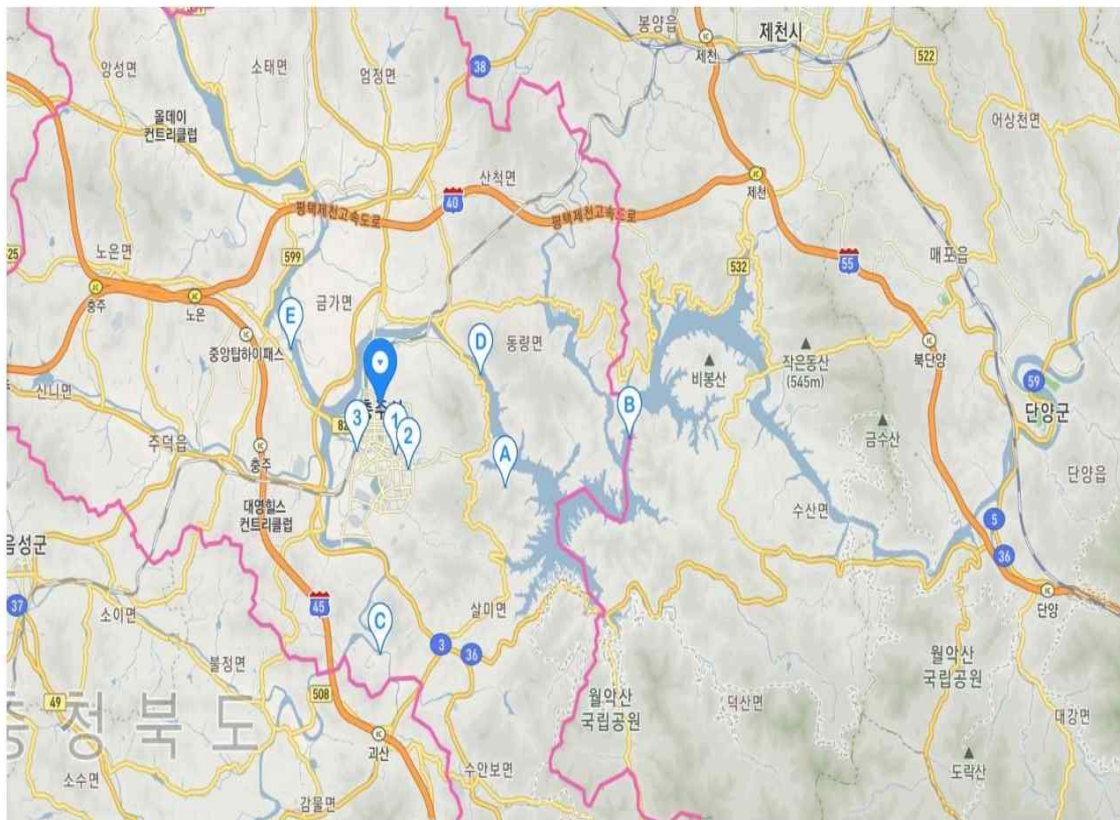 봉양읍
제천시
제천
522
앙성면
소태면
엄정면
38
올데이
컨트리클럽
어상천면
산척면
제천
40
평택제천고속도로
평택제천고속도로
25
노은면
599
532
55
매포읍
충주
노은
금가면
E
중앙탑하이패스
D
동량면
비봉산
작은동산
(545m)
북단양
59
단양군
신니면
B
3
1
2
금수산
주덕읍
충주
A
단양읍
대영힐스
컨트리클럽
수산면
5
36
음성군
37
소이면
45
살미면
단양
C
3
36
불정면
508
월악산
국립공원
월악산
국립공원
49
덕산면
대강면
충청북도
괴산
소수면
수안보면
도락산
감물면